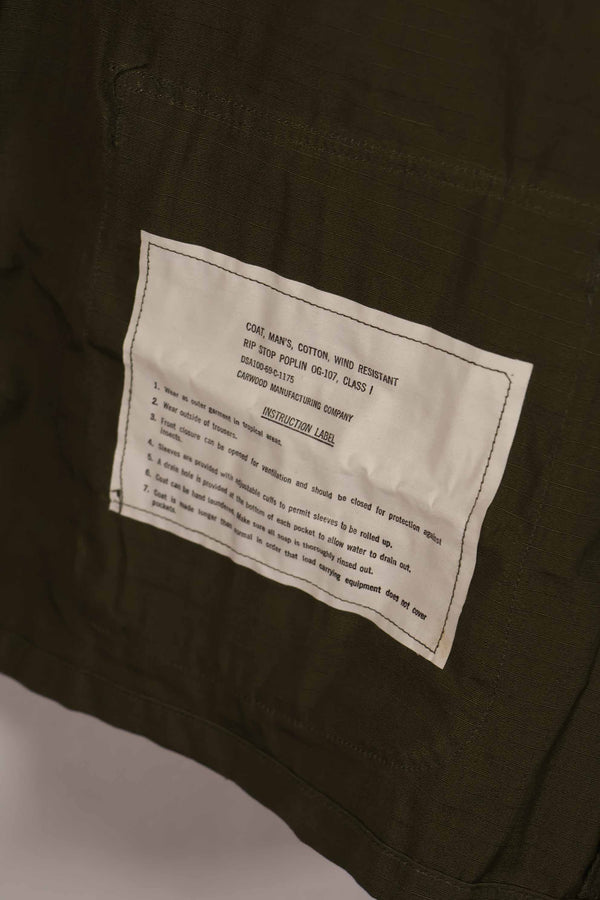 COAT, MAN'S, COTTON, WIND RESISTANT
RIP STOP POPLIN OG-107, CLASS 1
DSA100-69-C-1175
CARWOOD MANUFACTURING COMPANY
INSTRUCTION LABEL
1. Wear as outer garment in tropical areas.
2. Wear outside of trousers.
3. Front closure can be opened for ventilation and should be closed for protection against
insects.
4. Sleeves are provided with adjustable cuffs to permit sleeves to be rolled up.
5. A drain hole is provided at the bottom of each pocket to allow water to drain out.
6. Coat can be hand laundered. Make sure all soap is thoroughly rinsed out.
7. Coat is made longer than normal in order that load carrying equipment does not cover
pockets.